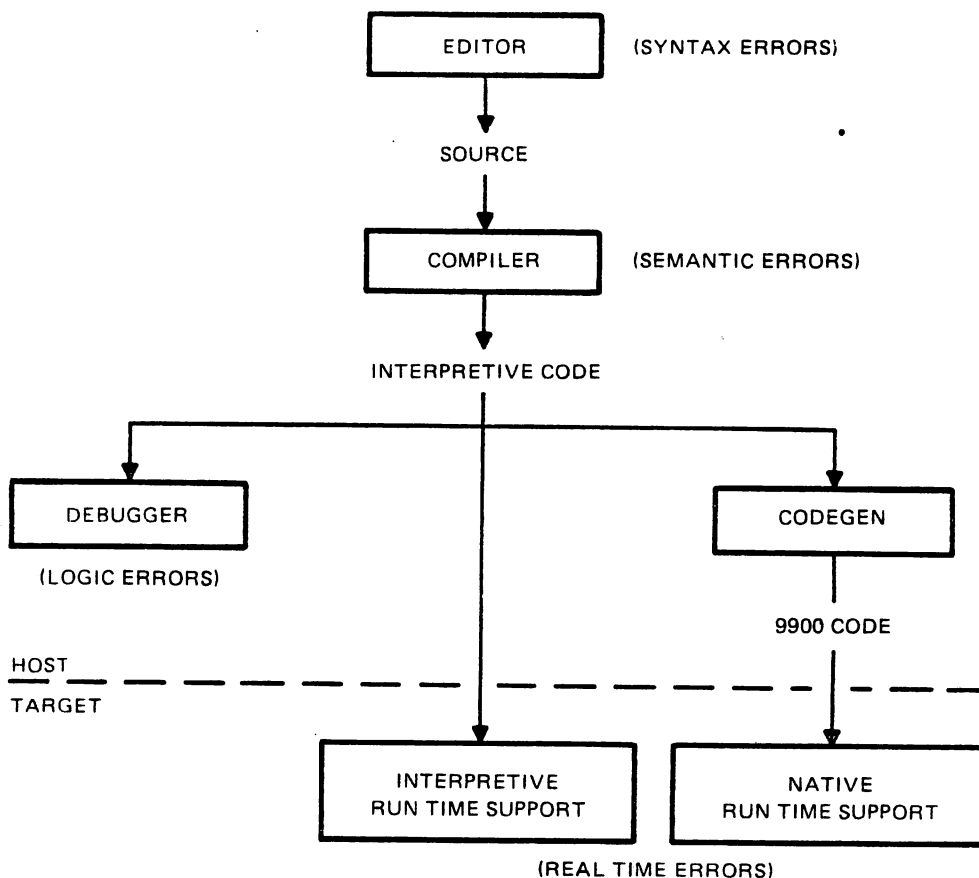 EDITOR
(SYNTAX ERRORS)
SOURCE
COMPILER
(SEMANTIC ERRORS)
INTERPRETIVE CODE
DEBUGGER
CODEGEN
(LOGIC ERRORS)
9900 CODE
HOST
TARGET
INTERPRETIVE
RUN TIME SUPPORT
NATIVE
RUN TIME SUPPORT
(REAL TIME ERRORS)